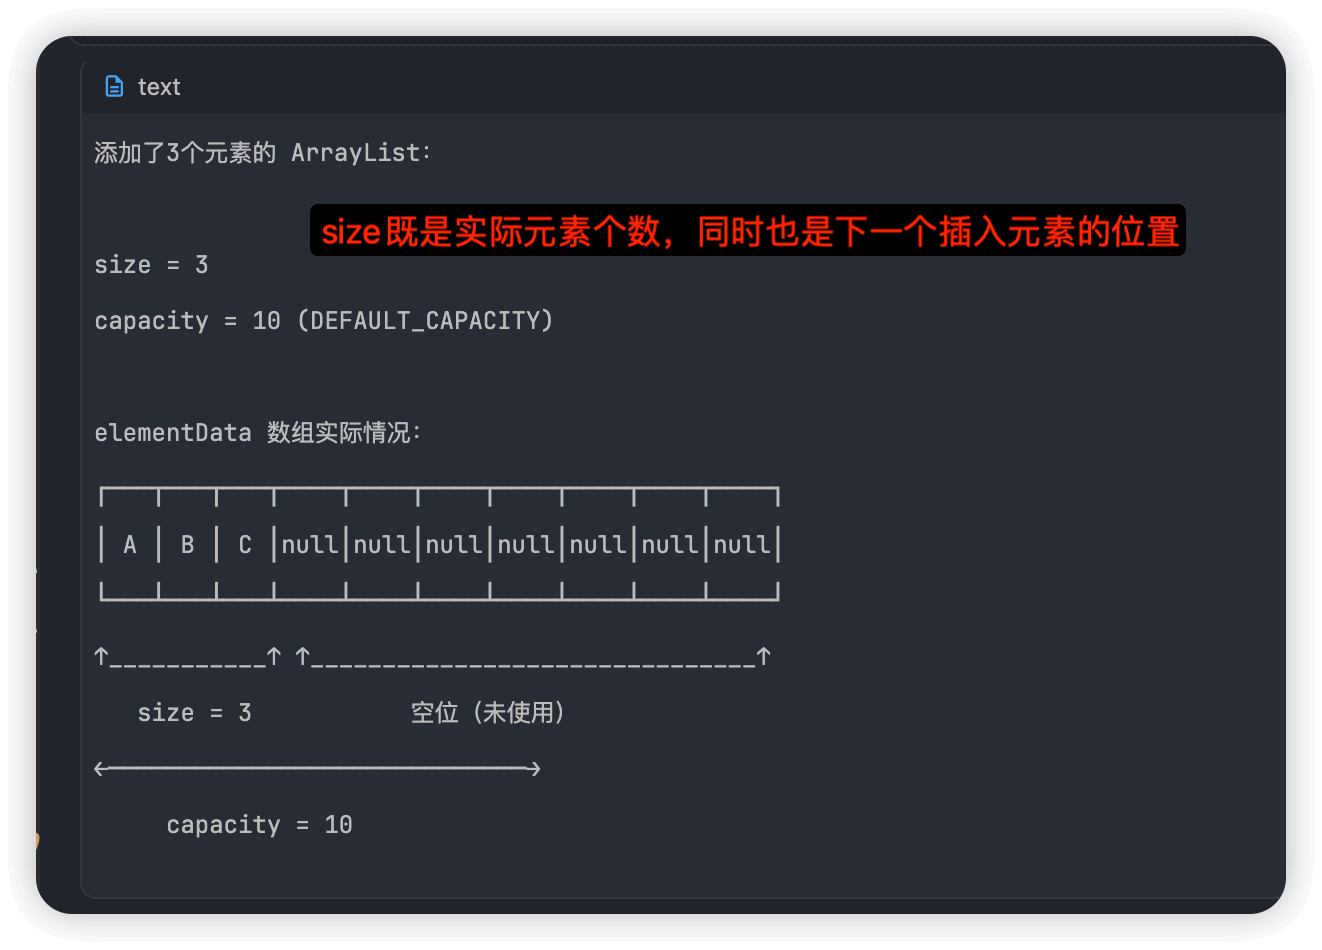 text
添加了3个元素的 ArrayList：
size既是实际元素个数，同时也是下一个插入元素的位置
size = 3
capacity = 10 (DEFAULT_CAPACITY)
elementData 数组实际情况：
│ A │ B │ C │null│null│null│null│null│null│null│
↑___________↑ ↑_______________________________↑
size = 3 空位（未使用）
capacity = 10